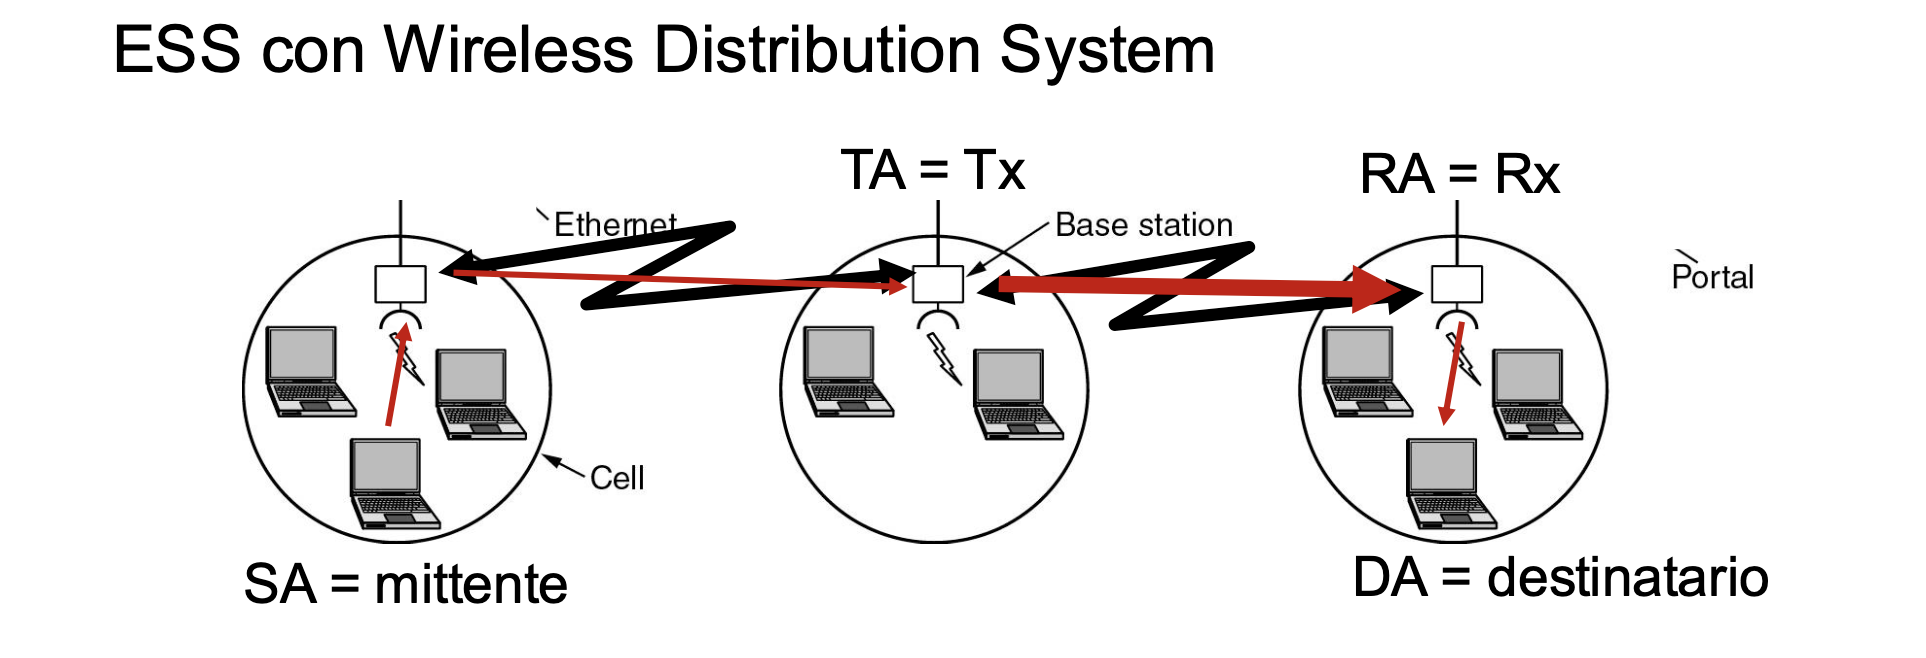 ESS con Wireless Distribution System
TA = Tx
RA = Rx
Ethernet
Base station
Portal
Cell
SA = mittente
DA = destinatario